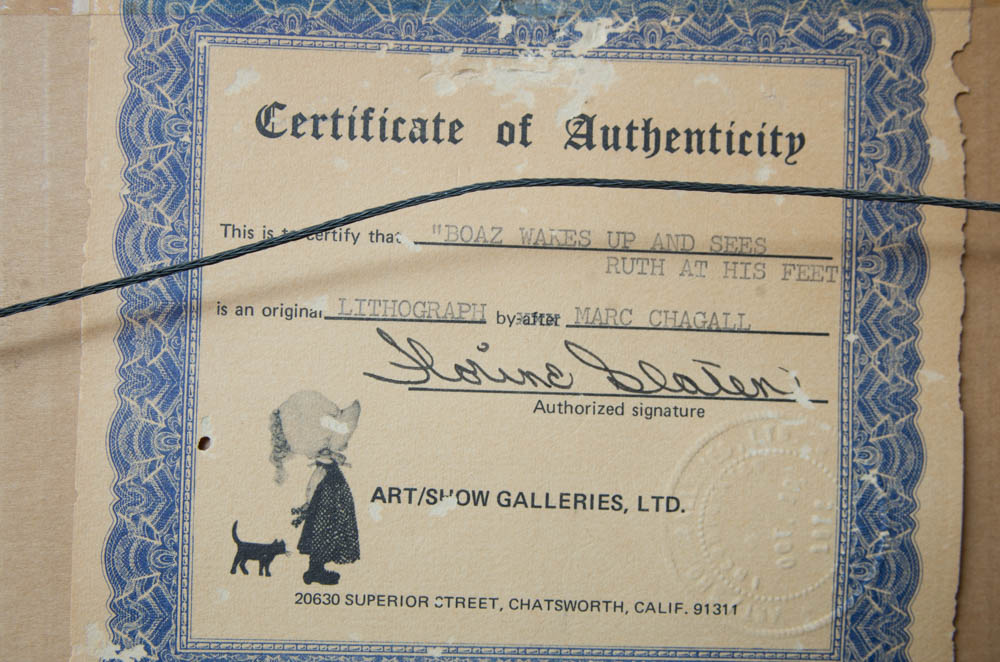 Certificate of Authenticity
This is to certify that "BOAZ WAKES UP AND SEES
RUTH AT HIS FEET
is an original LITHOGRAPH by after MARC CHAGALL
Authorized signature
ART/SHOW GALLERIES, LTD.
20630 SUPERIOR STREET, CHATSWORTH, CALIF. 91311